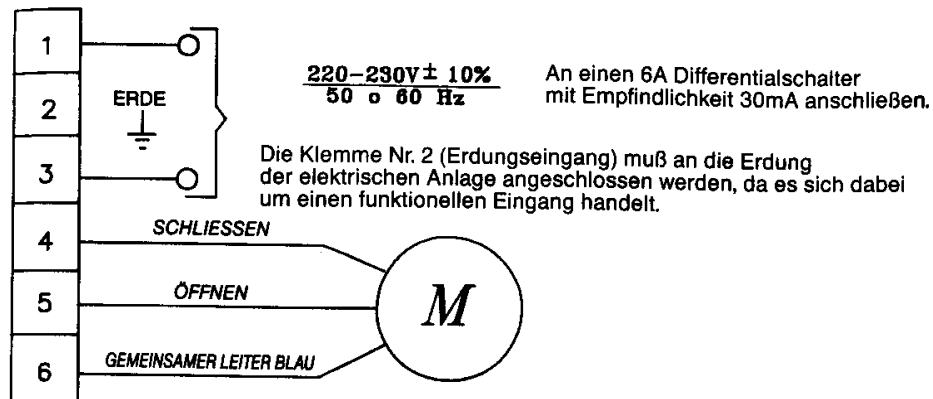 1
220-230V± 10%
50 o 60 Hz
An einen 6A Differentialschalter
mit Empfindlichkeit 30mA anschließen.
2
ERDE
3
Die Klemme Nr. 2 (Erdungseingang) muß an die Erdung
der elektrischen Anlage angeschlossen werden, da es sich dabei
um einen funktionellen Eingang handelt.
4
SCHLIESSEN
5
ÖFFNEN
M
6
GEMEINSAMER LEITER BLAU